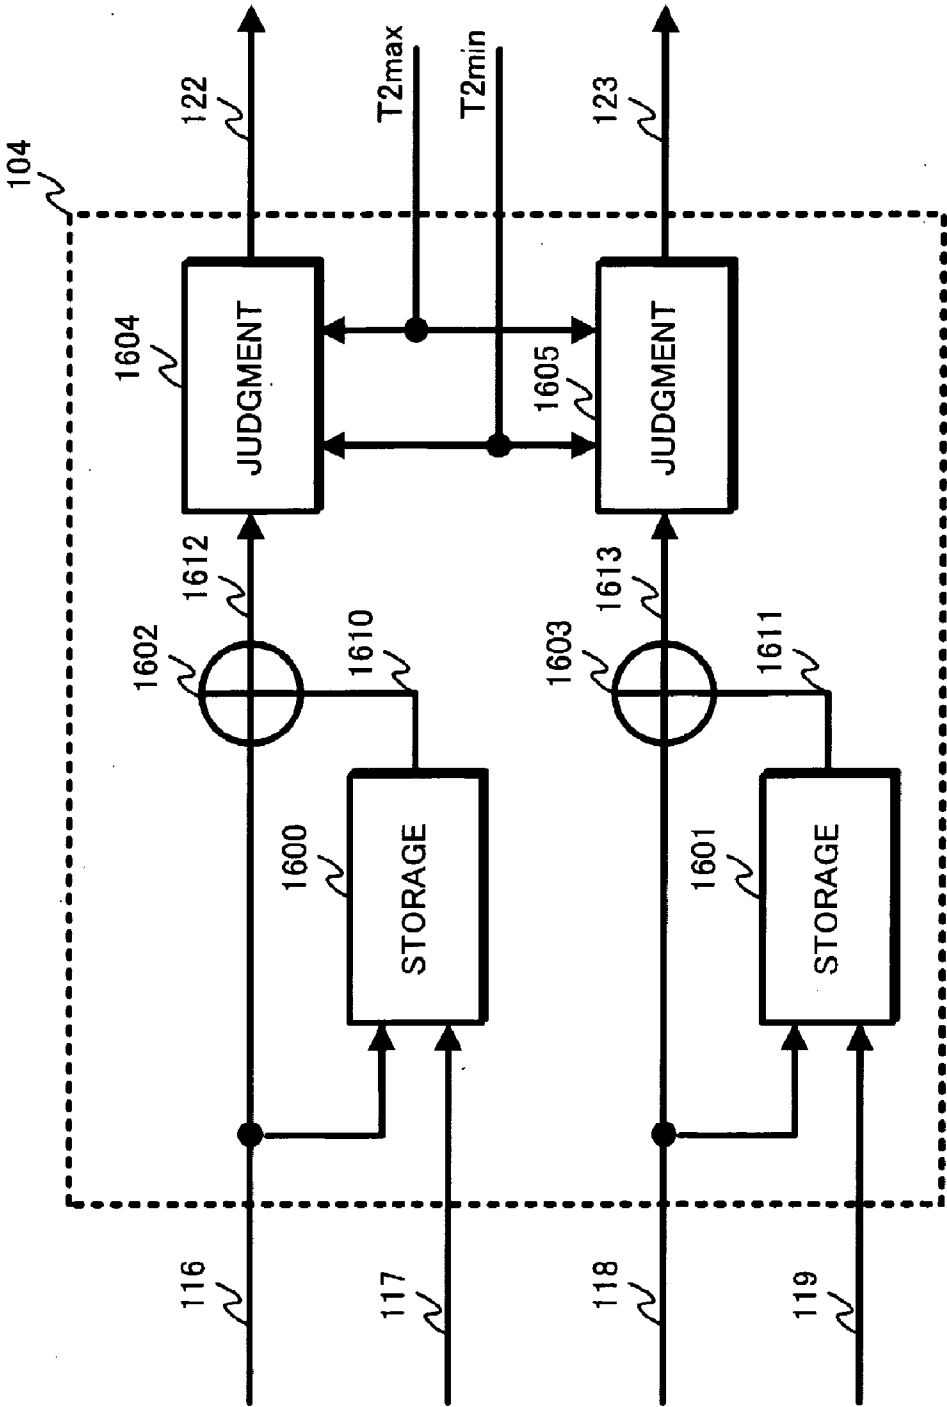 104
122
T2max
T2min
123
1604
JUDGMENT
1605
JUDGMENT
1612
1613
1602
1610
1603
1611
1600
STORAGE
1601
STORAGE
116
117
118
119